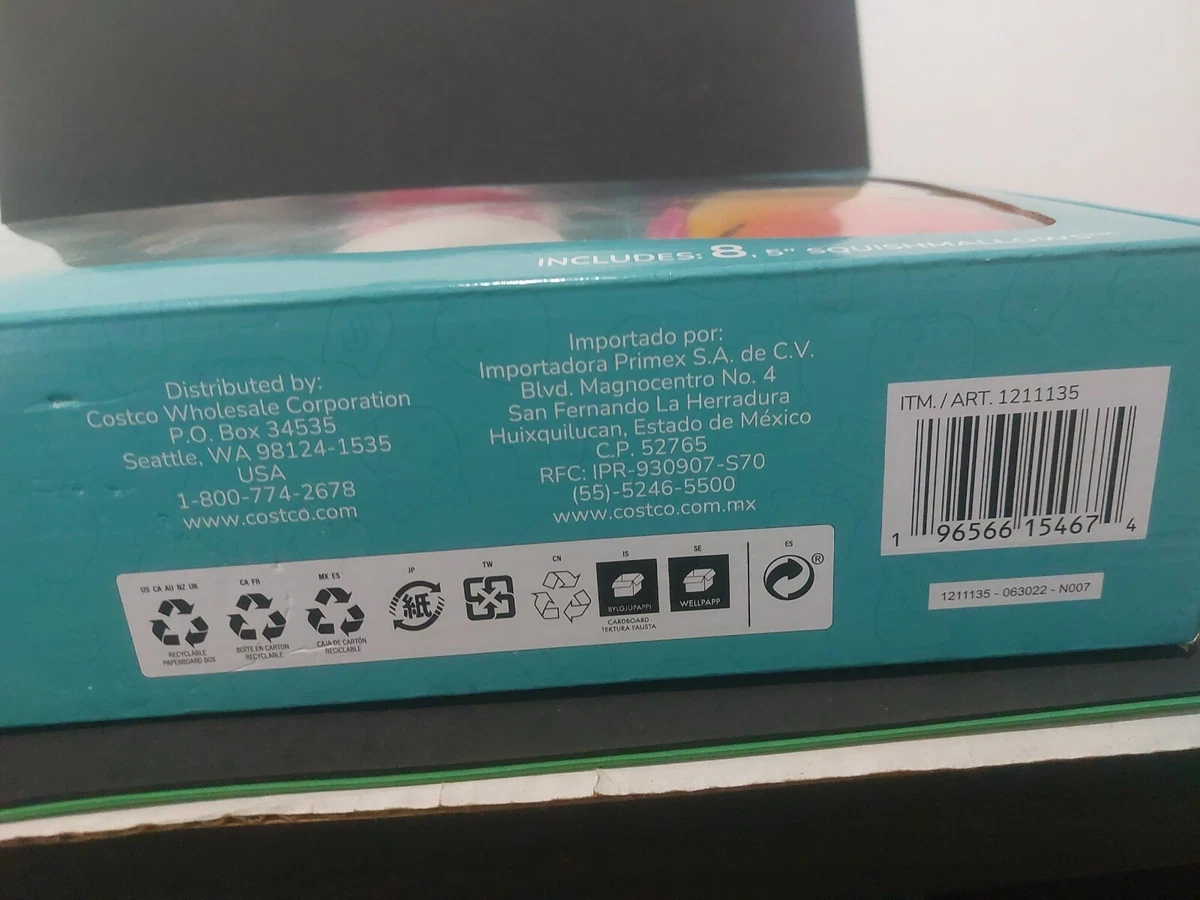 INCLUDES: 8, 5" SQUISHMALLOWS™
Distributed by:
Costco Wholesale Corporation
P.O. Box 34535
Seattle, WA 98124-1535
USA
1-800-774-2678
www.costco.com
Importado por:
Importadora Primex S.A. de C.V.
Blvd. Magnocentro No. 4
San Fernando La Herradura
Huixquilucan, Estado de México
C.P. 52765
RFC: IPR-930907-S70
(55)-5246-5500
www.costco.com.mx
ITM. / ART. 1211135
1 96566 15467 4
1211135 - 063022 - N007
US CA AU NZ UK
RECYCLABLE
PAPERBOARD BOX
CA FR
BOÎTE EN CARTON
RECYCLABLE
MX ES
CAJA DE CARTÓN
RECICLABLE
JP
紙
TW
CN
IS
BYLGJUPAPPI
CARDBOARD
TEKTURA FALISTA
SE
WELLPAPP
ES
®